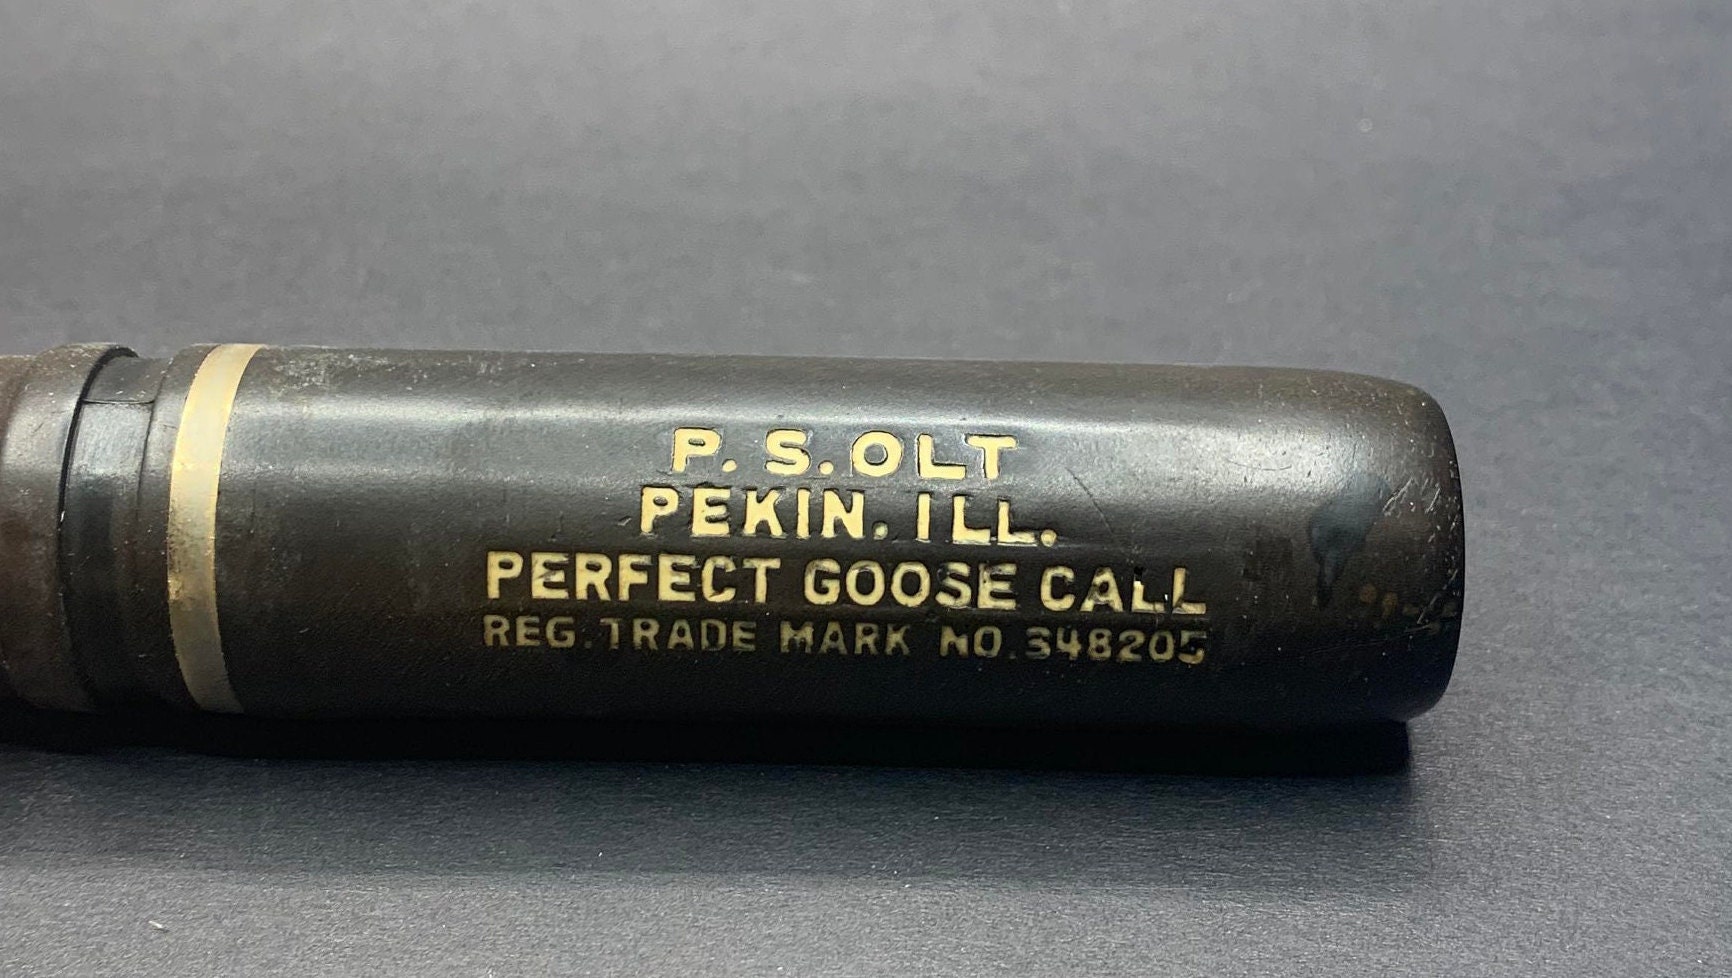 P. S. OLT
PEKIN, ILL.
PERFECT GOOSE CALL
REG. TRADE MARK NO. 348205